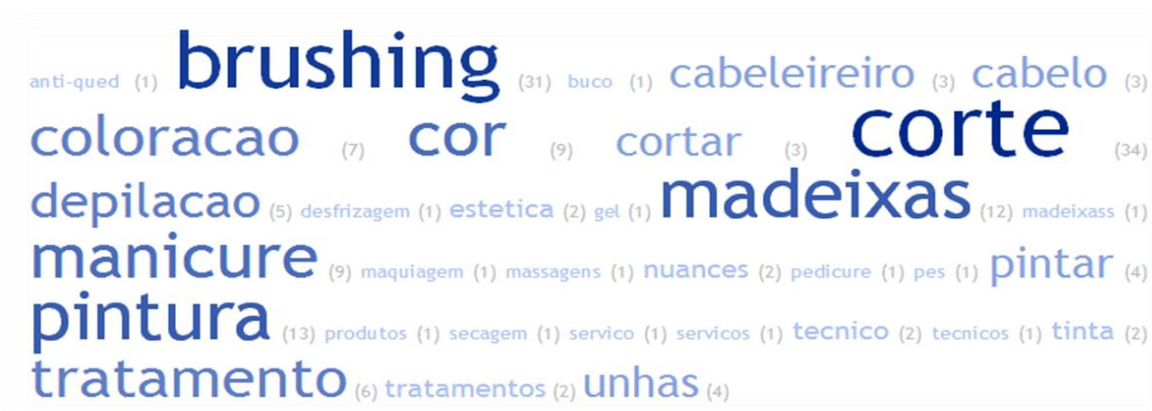 anti-qued (1) brushing (31) buco (1) cabeleireiro (3) cabelo (3)
coloracao (7) cor (9) cortar (3) corte (34)
depilacao (5) desfrizagem (1) estetica (2) gel (1) madeixas (12) madeixass (1)
manicure (9) maquiagem (1) massagens (1) nuances (2) pedicure (1) pes (1) pintar (4)
pintura (13) produtos (1) secagem (1) servico (1) servicos (1) tecnico (2) tecnicos (1) tinta (2)
tratamento (6) tratamentos (2) unhas (4)